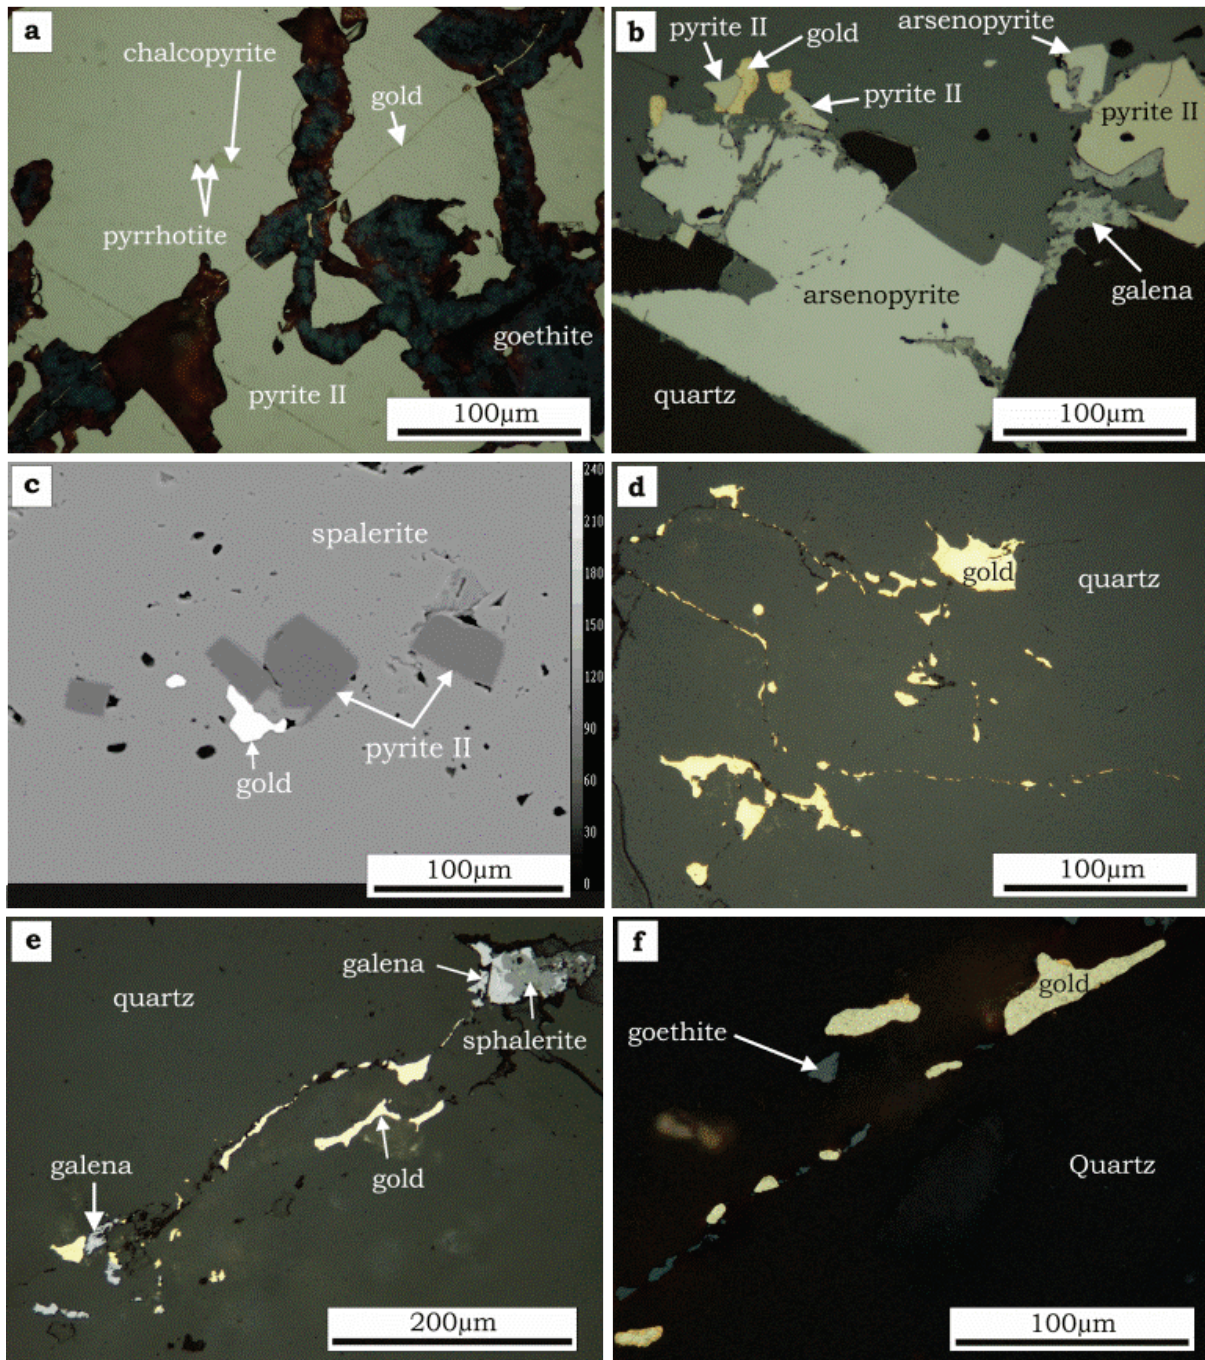 a
chalcopyrite
gold
pyrrhotite
goethite
pyrite II
100µm
b
pyrite II
gold
arsenopyrite
pyrite II
pyrite II
arsenopyrite
galena
quartz
100µm
c
spalerite
pyrite II
gold
240
210
180
150
120
90
60
30
0
100µm
d
gold
quartz
100µm
e
galena
quartz
sphalerite
galena
gold
200µm
f
gold
goethite
Quartz
100µm